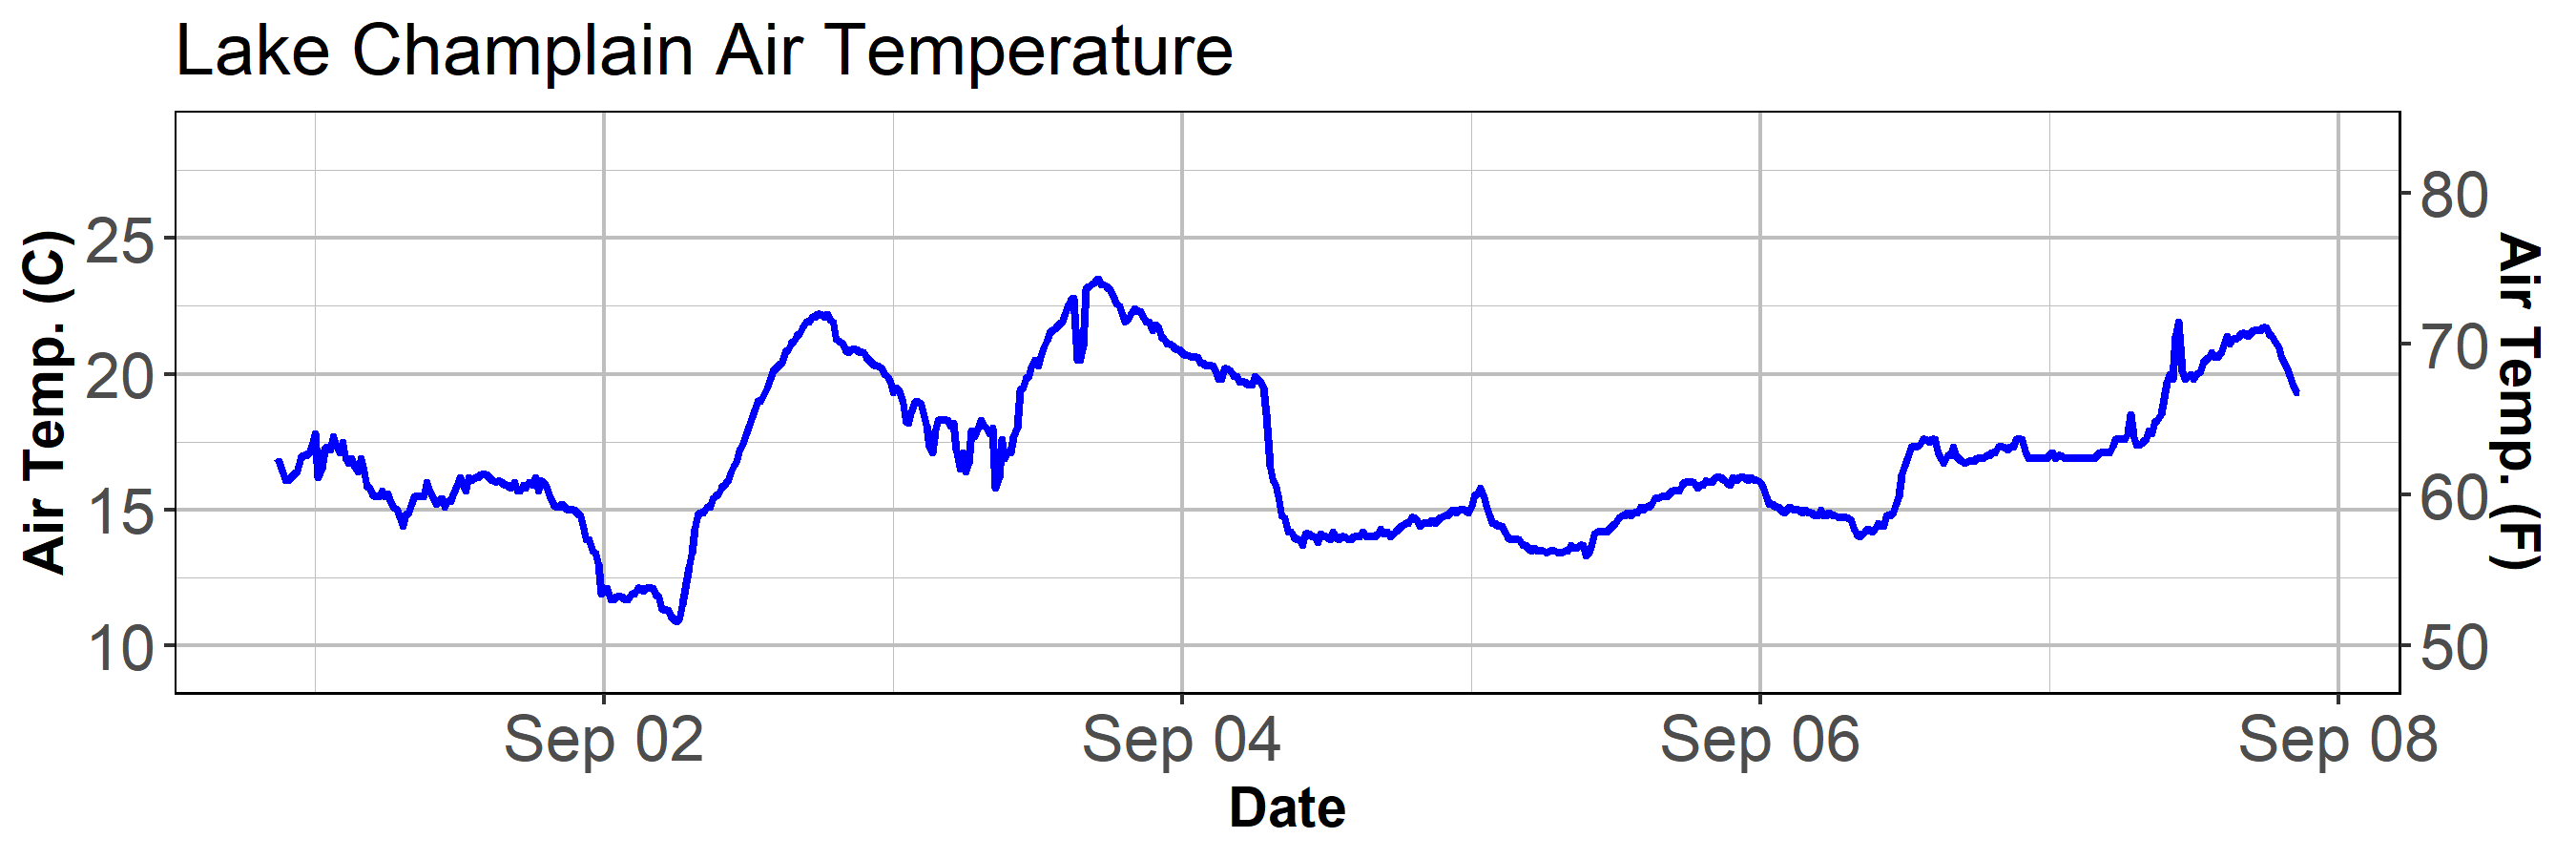 Lake Champlain Air Temperature
Air Temp. (C)
25
20
15
10
80
70
60
50
Air Temp. (F)
Sep 02
Sep 04
Sep 06
Sep 08
Date